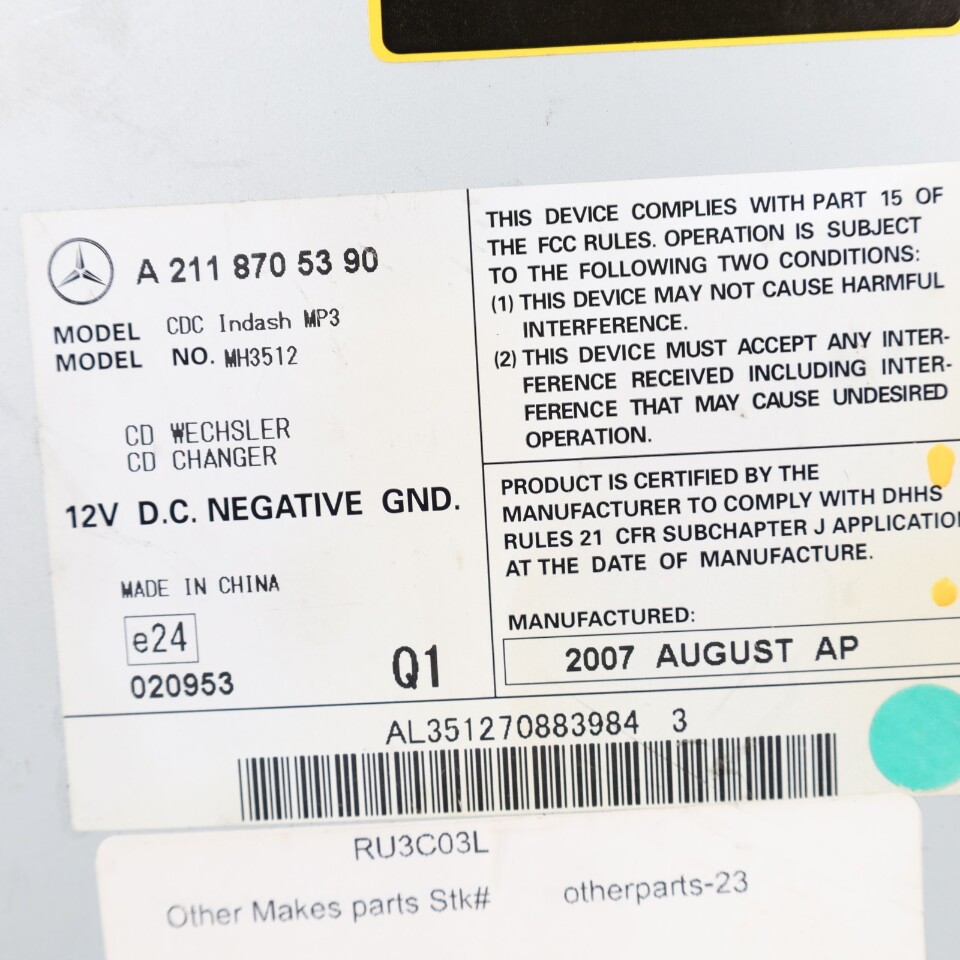 A 211 870 53 90
MODEL CDC Indash MP3
MODEL NO. MH3512
CD WECHSLER
CD CHANGER
12V D.C. NEGATIVE GND.
MADE IN CHINA
e24
020953
Q1
THIS DEVICE COMPLIES WITH PART 15 OF
THE FCC RULES. OPERATION IS SUBJECT
TO THE FOLLOWING TWO CONDITIONS:
(1) THIS DEVICE MAY NOT CAUSE HARMFUL
INTERFERENCE.
(2) THIS DEVICE MUST ACCEPT ANY INTER-
FERENCE RECEIVED INCLUDING INTER-
FERENCE THAT MAY CAUSE UNDESIRED
OPERATION.
PRODUCT IS CERTIFIED BY THE
MANUFACTURER TO COMPLY WITH DHHS
RULES 21 CFR SUBCHAPTER J APPLICATION
AT THE DATE OF MANUFACTURE.
MANUFACTURED:
2007 AUGUST AP
AL351270883984 3
RU3C03L
Other Makes parts Stk# otherparts-23